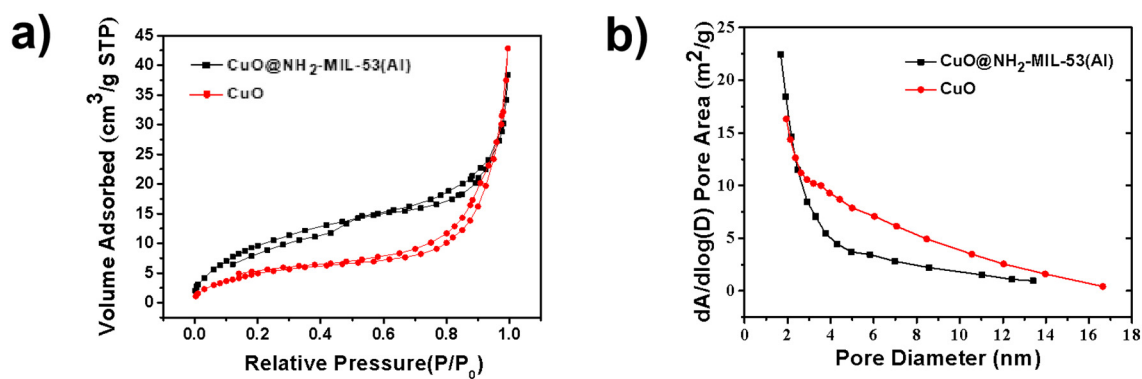 a)
Volume Adsorbed (cm³/g STP)
45
40
35
30
25
20
15
10
5
0
CuO@NH₂-MIL-53(Al)
CuO
0.0 0.2 0.4 0.6 0.8 1.0
Relative Pressure(P/P₀)
b)
dA/dlog(D) Pore Area (m²/g)
25
20
15
10
5
0
CuO@NH₂-MIL-53(Al)
CuO
0 2 4 6 8 10 12 14 16 18
Pore Diameter (nm)